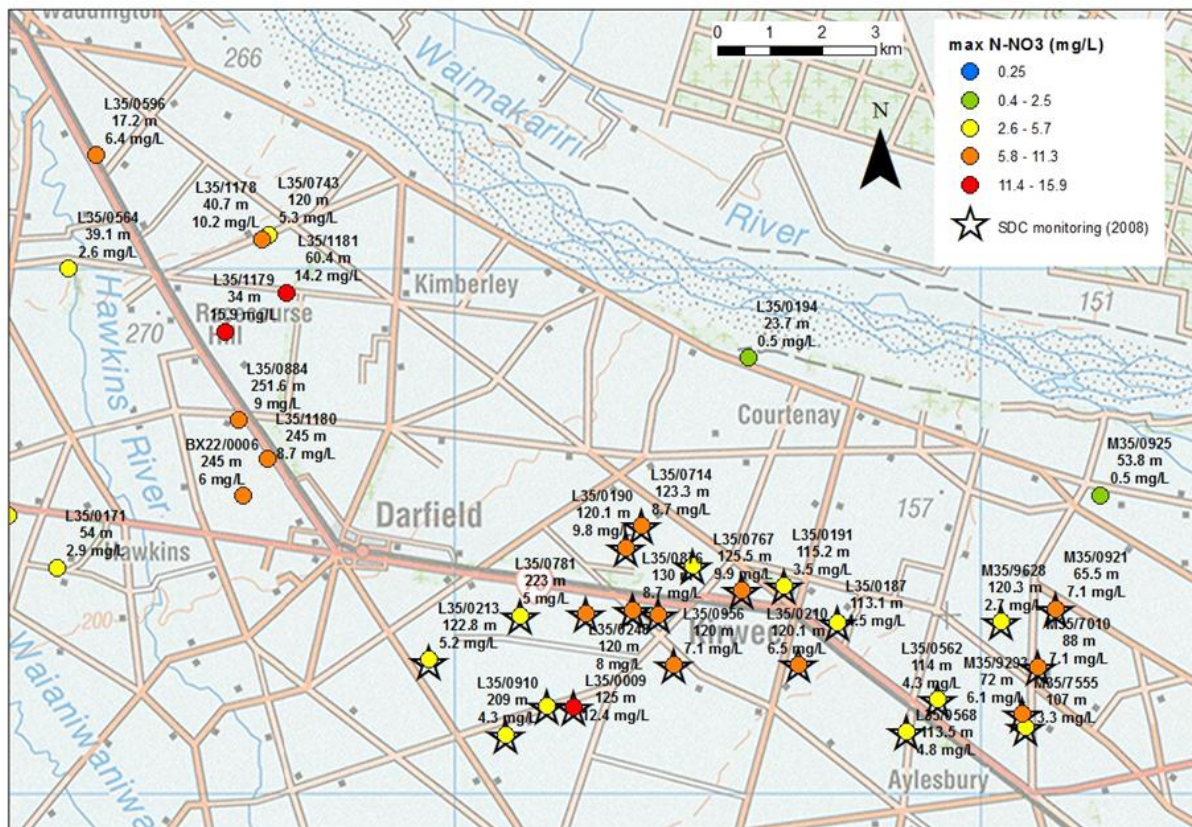 Waddington
266
Waimakariri
River
0 1 2 3
km
N
max N-NO3 (mg/L)
0.25
0.4 - 2.5
2.6 - 5.7
5.8 - 11.3
11.4 - 15.9
SDC monitoring (2008)
L35/0596
17.2 m
6.4 mg/L
L35/1178
40.7 m
10.2 mg/L
L35/0743
120 m
5.3 mg/L
L35/0564
39.1 m
2.6 mg/L
L35/1181
60.4 m
14.2 mg/L
L35/1179
34 m
15.9 mg/L
Racecourse
Hill
Kimberley
151
270
Hawkins
River
L35/0194
23.7 m
0.5 mg/L
L35/0884
251.6 m
9 mg/L
L35/1180
245 m
8.7 mg/L
BX22/0006
245 m
6 mg/L
Courtenay
M35/0925
53.8 m
0.5 mg/L
157
Darfield
L35/0171
54 m
2.9 mg/L
Hawkins
200
L35/0714
123.3 m
8.7 mg/L
L35/0190
120.1 m
9.8 mg/L
L35/0767
125.5 m
9.9 mg/L
L35/0191
115.2 m
3.5 mg/L
130 m
8.7 mg/L
L35/0781
223 m
5 mg/L
L35/0187
113.1 m
4.5 mg/L
M35/9628
120.3 m
2.7 mg/L
M35/0921
65.5 m
7.1 mg/L
L35/0213
122.8 m
5.2 mg/L
120 m
8 mg/L
L35/0956
120 m
7.1 mg/L
Kirwee
L35/0210
120.1 m
6.5 mg/L
M35/7010
88 m
7.1 mg/L
L35/0562
114 m
4.3 mg/L
72 m
6.1 mg/L
M35/7555
107 m
3.3 mg/L
L35/0910
209 m
4.3 mg/L
L35/0009
125 m
12.4 mg/L
L35/0568
113.5 m
4.8 mg/L
Aylesbury
Waianiwaniwa